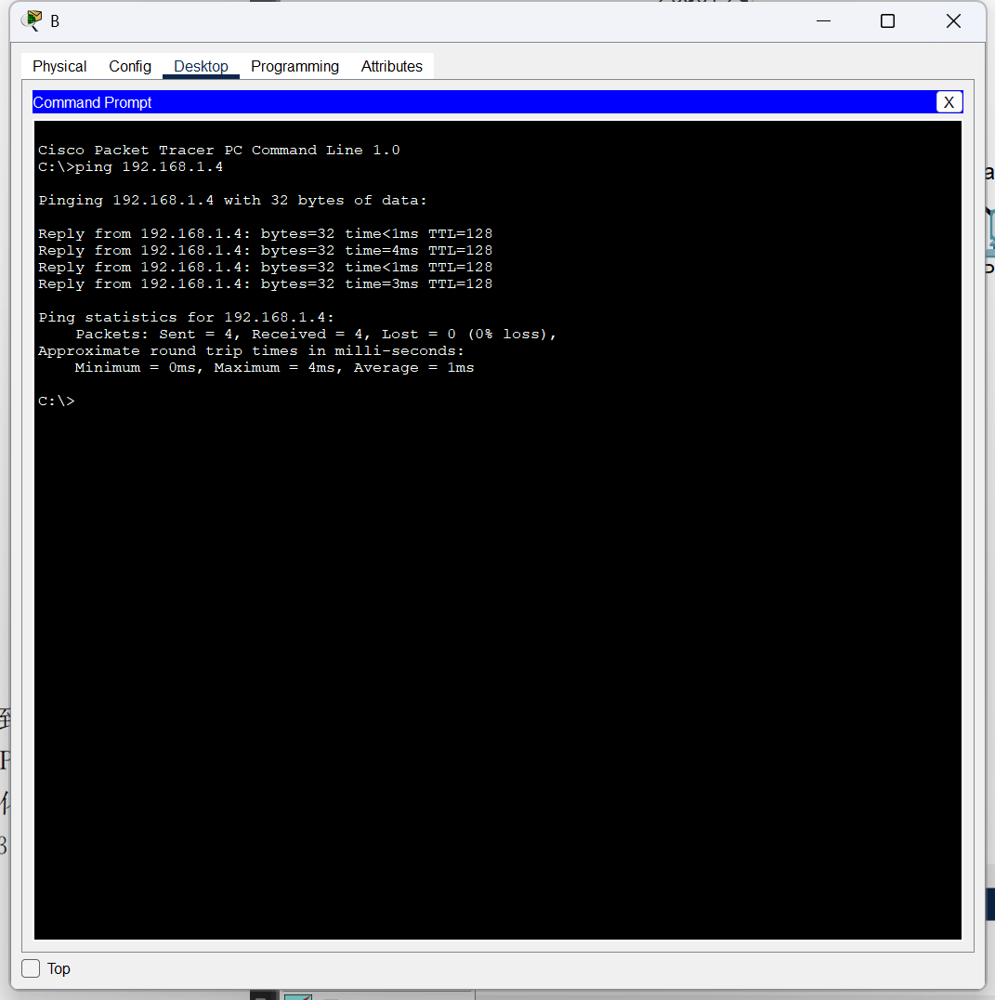 B
Physical Config Desktop Programming Attributes
Command Prompt X
Cisco Packet Tracer PC Command Line 1.0
C:\>ping 192.168.1.4
Pinging 192.168.1.4 with 32 bytes of data:
Reply from 192.168.1.4: bytes=32 time<1ms TTL=128
Reply from 192.168.1.4: bytes=32 time=4ms TTL=128
Reply from 192.168.1.4: bytes=32 time<1ms TTL=128
Reply from 192.168.1.4: bytes=32 time=3ms TTL=128
Ping statistics for 192.168.1.4:
Packets: Sent = 4, Received = 4, Lost = 0 (0% loss),
Approximate round trip times in milli-seconds:
Minimum = 0ms, Maximum = 4ms, Average = 1ms
C:\>
Top